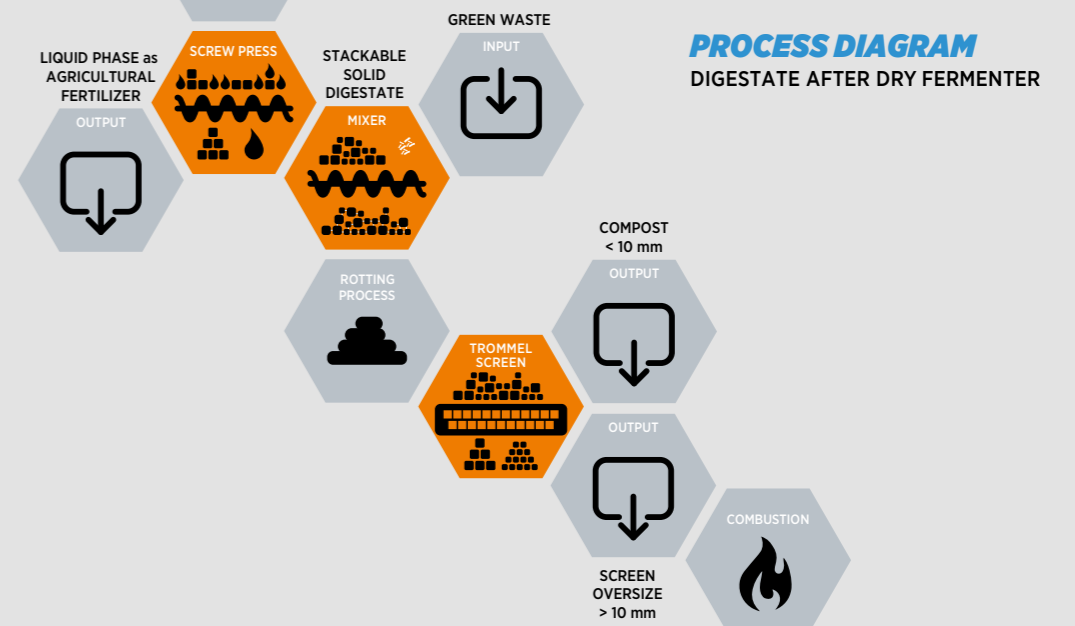 PROCESS DIAGRAM
DIGESTATE AFTER DRY FERMENTER
GREEN WASTE
INPUT
SCREW PRESS
LIQUID PHASE as
AGRICULTURAL
FERTILIZER
OUTPUT
STACKABLE
SOLID
DIGESTATE
MIXER
ROTTING
PROCESS
COMPOST
< 10 mm
OUTPUT
TROMMEL
SCREEN
OUTPUT
SCREEN
OVERSIZE
> 10 mm
COMBUSTION